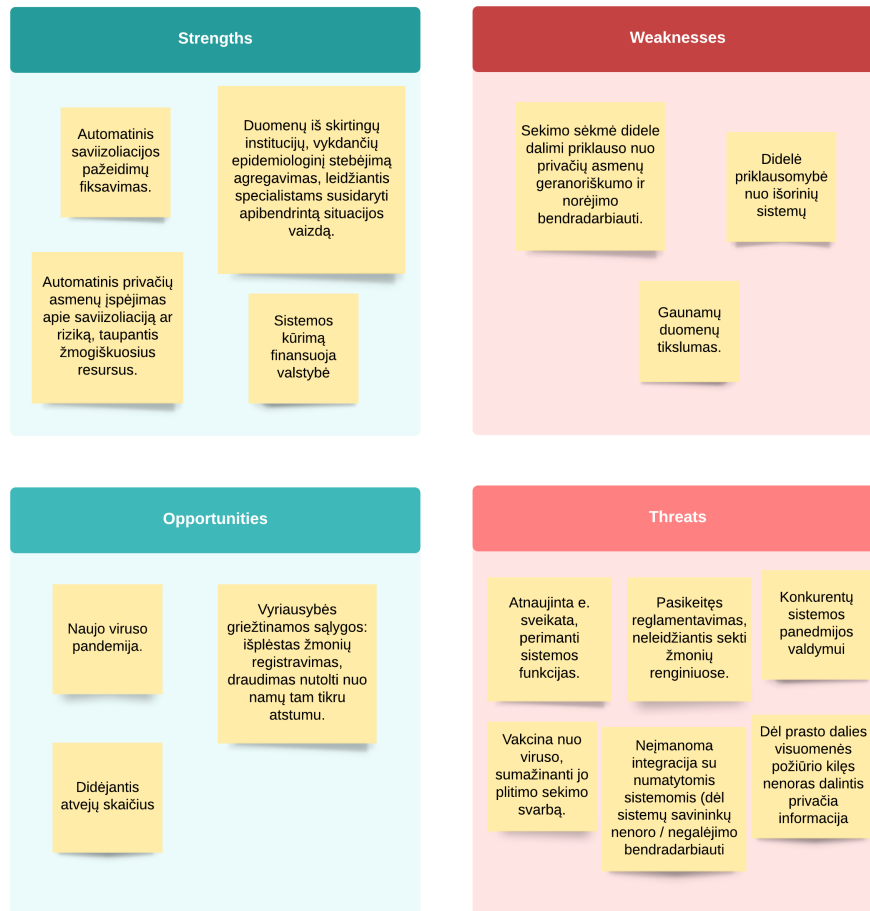 Strengths
Automatinis
saviizoliacijos
pažeidimų
fiksavimas.
Duomenų iš skirtingų
institucijų, vykdančių
epidemiologinį stebėjimą
agregavimas, leidžiantis
specialistams susidaryti
apibendrintą situacijos
vaizdą.
Automatinis privačių
asmenų įspėjimas
apie saviizoliaciją ar
riziką, taupantis
žmogiškuosius
resursus.
Sistemos
kūrimą
finansuoja
valstybė
Weaknesses
Sekimo sėkmė didele
dalimi priklauso nuo
privačių asmenų
geranoriškumo ir
norėjimo
bendradarbiauti.
Didelė
priklausomybė
nuo išorinių
sistemų
Gaunamų
duomenų
tikslumas.
Opportunities
Naujo viruso
pandemija.
Vyriausybės
griežtinamos sąlygos:
išplėstas žmonių
registravimas,
draudimas nutolti nuo
namų tam tikru
atstumu.
Didėjantis
atvejų skaičius
Threats
Atnaujinta e.
sveikata,
perimanti
sistemos
funkcijas.
Pasikeitęs
reglamentavimas,
neleidžiantis sekti
žmonių
renginiuose.
Konkurentų
sistema
panedmijos
valdymui
Vakcina nuo
viruso,
sumažinanti jo
plitimo sekimo
svarbą.
Neįmanoma
integracija su
numatytomis
sistemomis (dėl
sistemų savininkų
nenoro / negalėjimo
bendradarbiauti
Dėl prasto dalies
visuomenės
požiūrio kilęs
nenoras dalintis
privačia
informacija